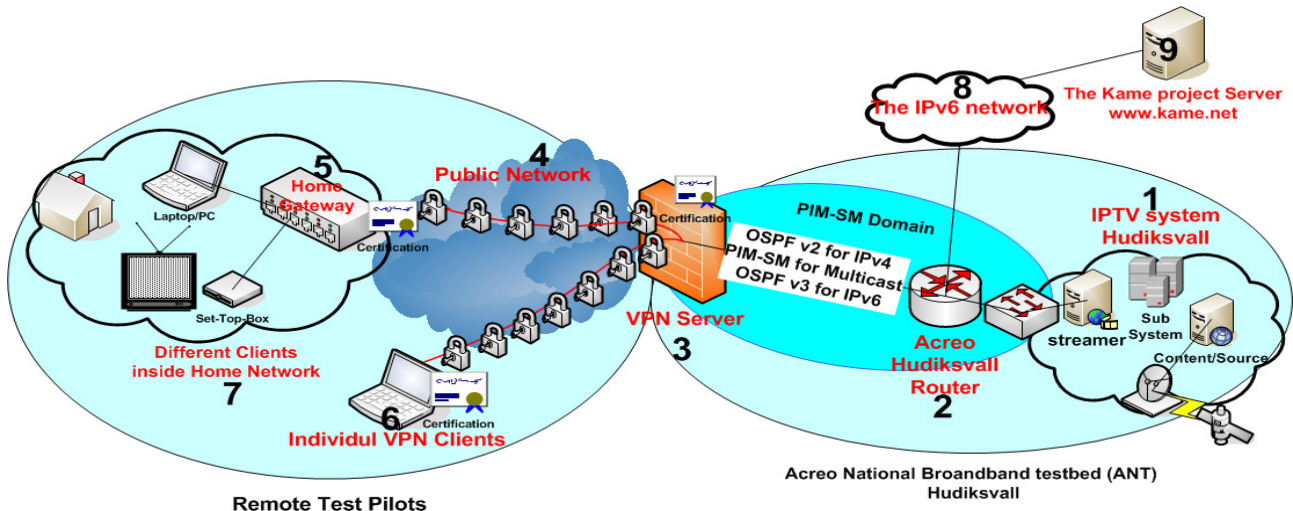 9
The Kame project Server
www.kame.net
8
The IPv6 network
5
Home
Gateway
Laptop/PC
Set-Top-Box
Different Clients
inside Home Network
7
Certification
4
Public Network
6
Certification
Individul VPN Clients
Certification
VPN Server
3
PIM-SM Domain
OSPF v2 for IPv4
PIM-SM for Multicast
OSPF v3 for IPv6
Acreo
Hudiksvall
Router
2
1
IPTV system
Hudiksvall
streamer
Sub
System
Content/Source
Remote Test Pilots
Acreo National Broandband testbed (ANT)
Hudiksvall